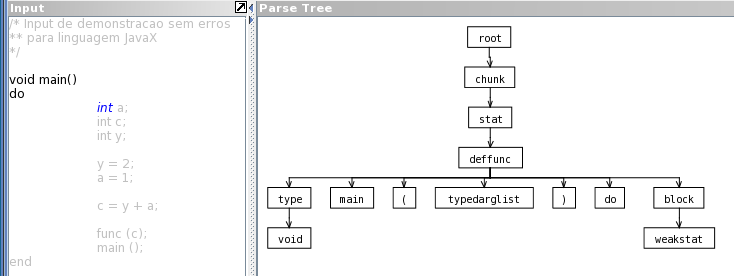 Input
Parse Tree
/* Input de demonstracao sem erros
** para linguagem JavaX
*/
void main()
do
int a;
int c;
int y;
y = 2;
a = 1;
c = y + a;
func (c);
main ();
end
root
chunk
stat
deffunc
type main ( typedarglist ) do block
void weakstat